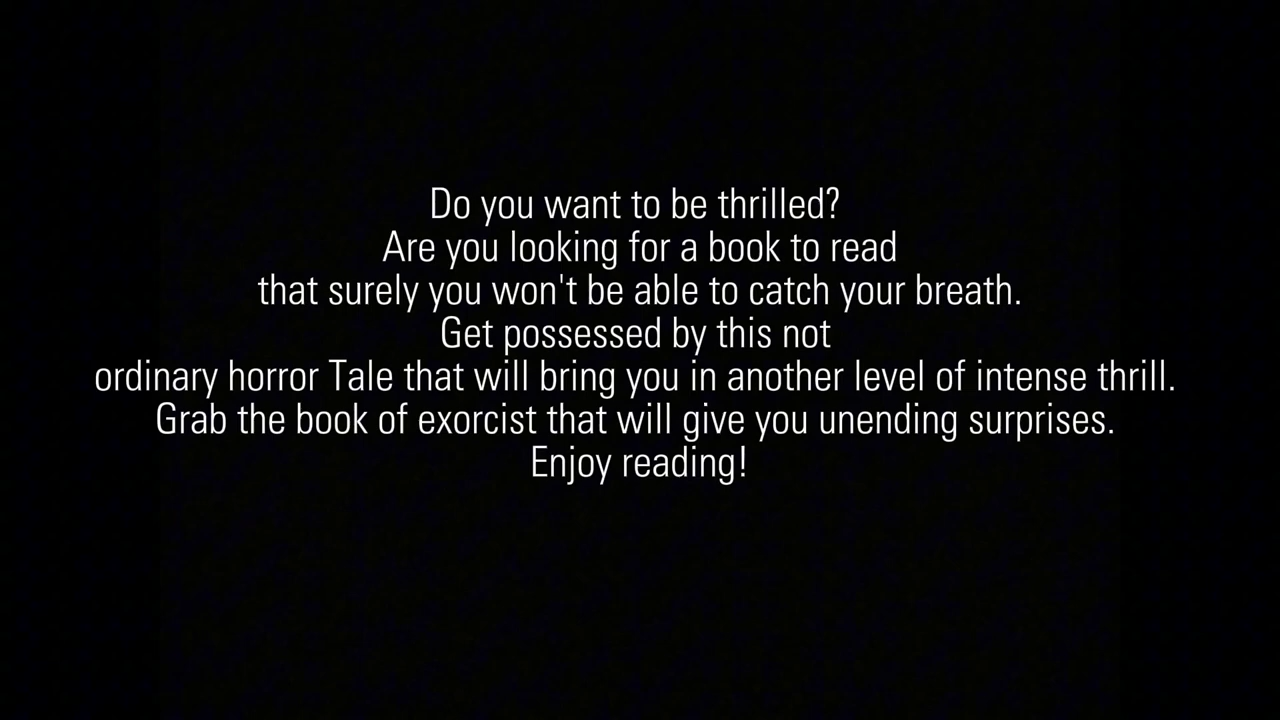 Do you want to be thrilled?
Are you looking for a book to read
that surely you won't be able to catch your breath.
Get possessed by this not
ordinary horror Tale that will bring you in another level of intense thrill.
Grab the book of exorcist that will give you unending surprises.
Enjoy reading!